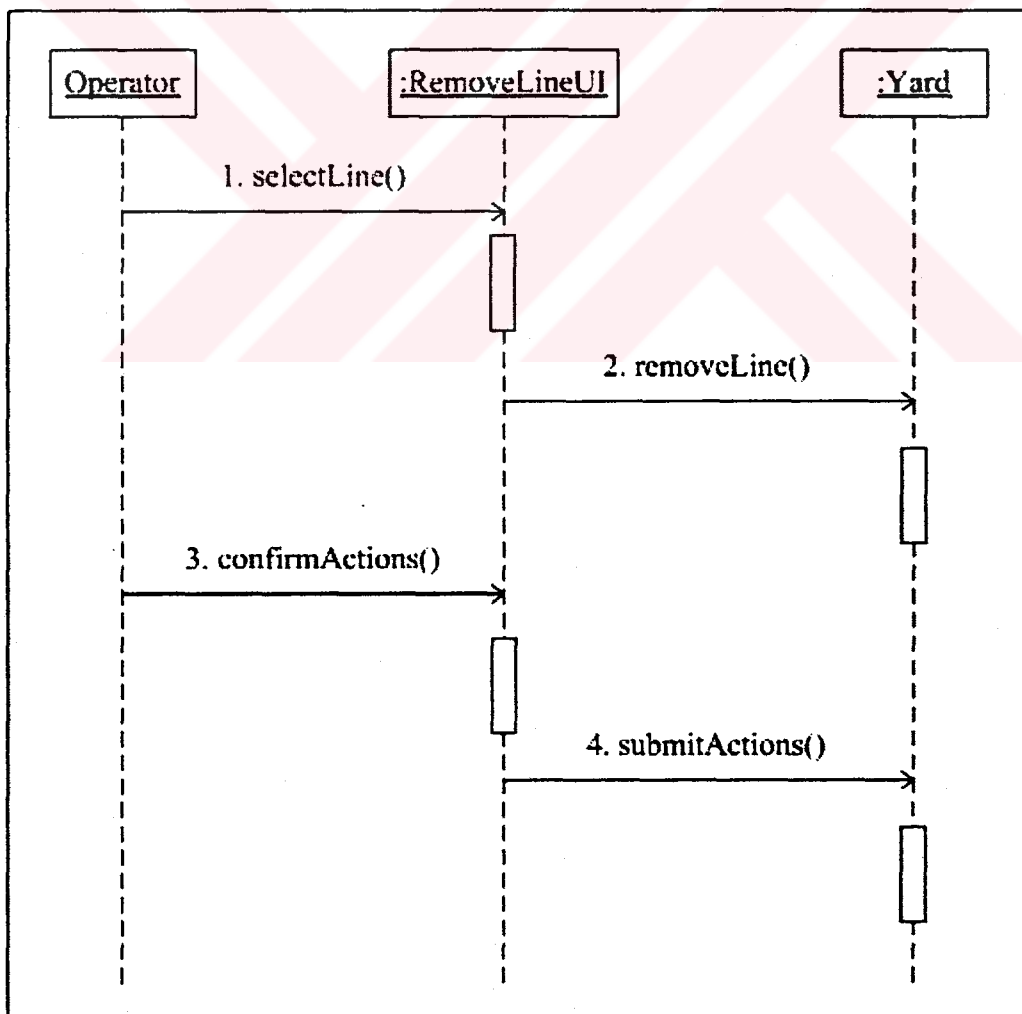 Operator
:RemoveLineUI
:Yard
1. selectLine()
2. removeLine()
3. confirmActions()
4. submitActions()